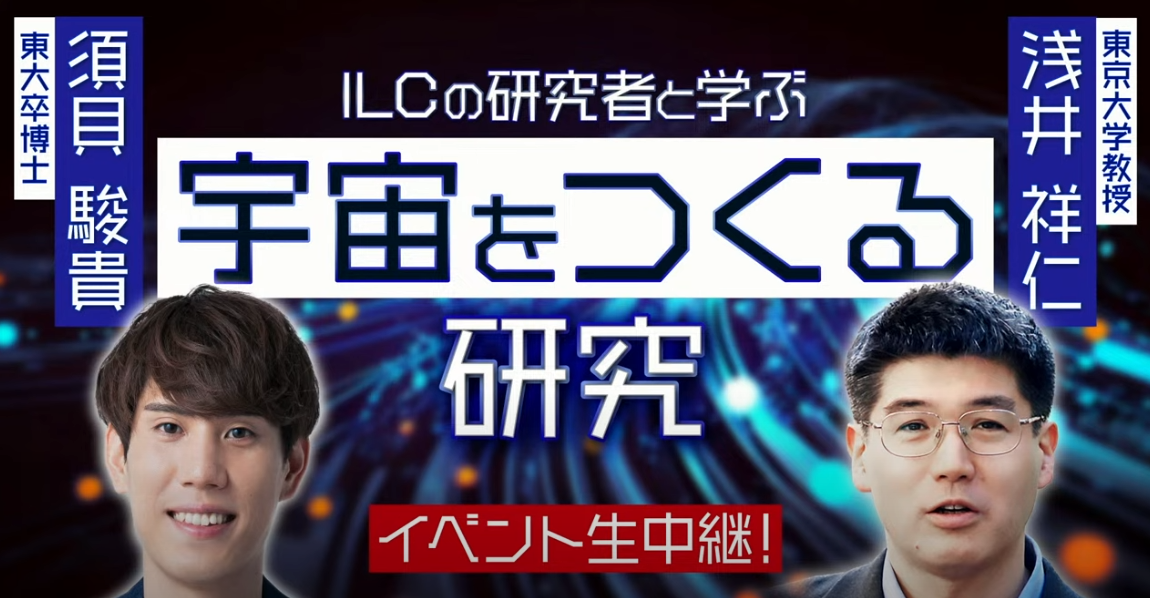 東大卒博士
須貝 駿貴
ILCの研究者と学ぶ
宇宙をつくる
研究
イベント生中継!
東京大学教授
浅井 祥仁